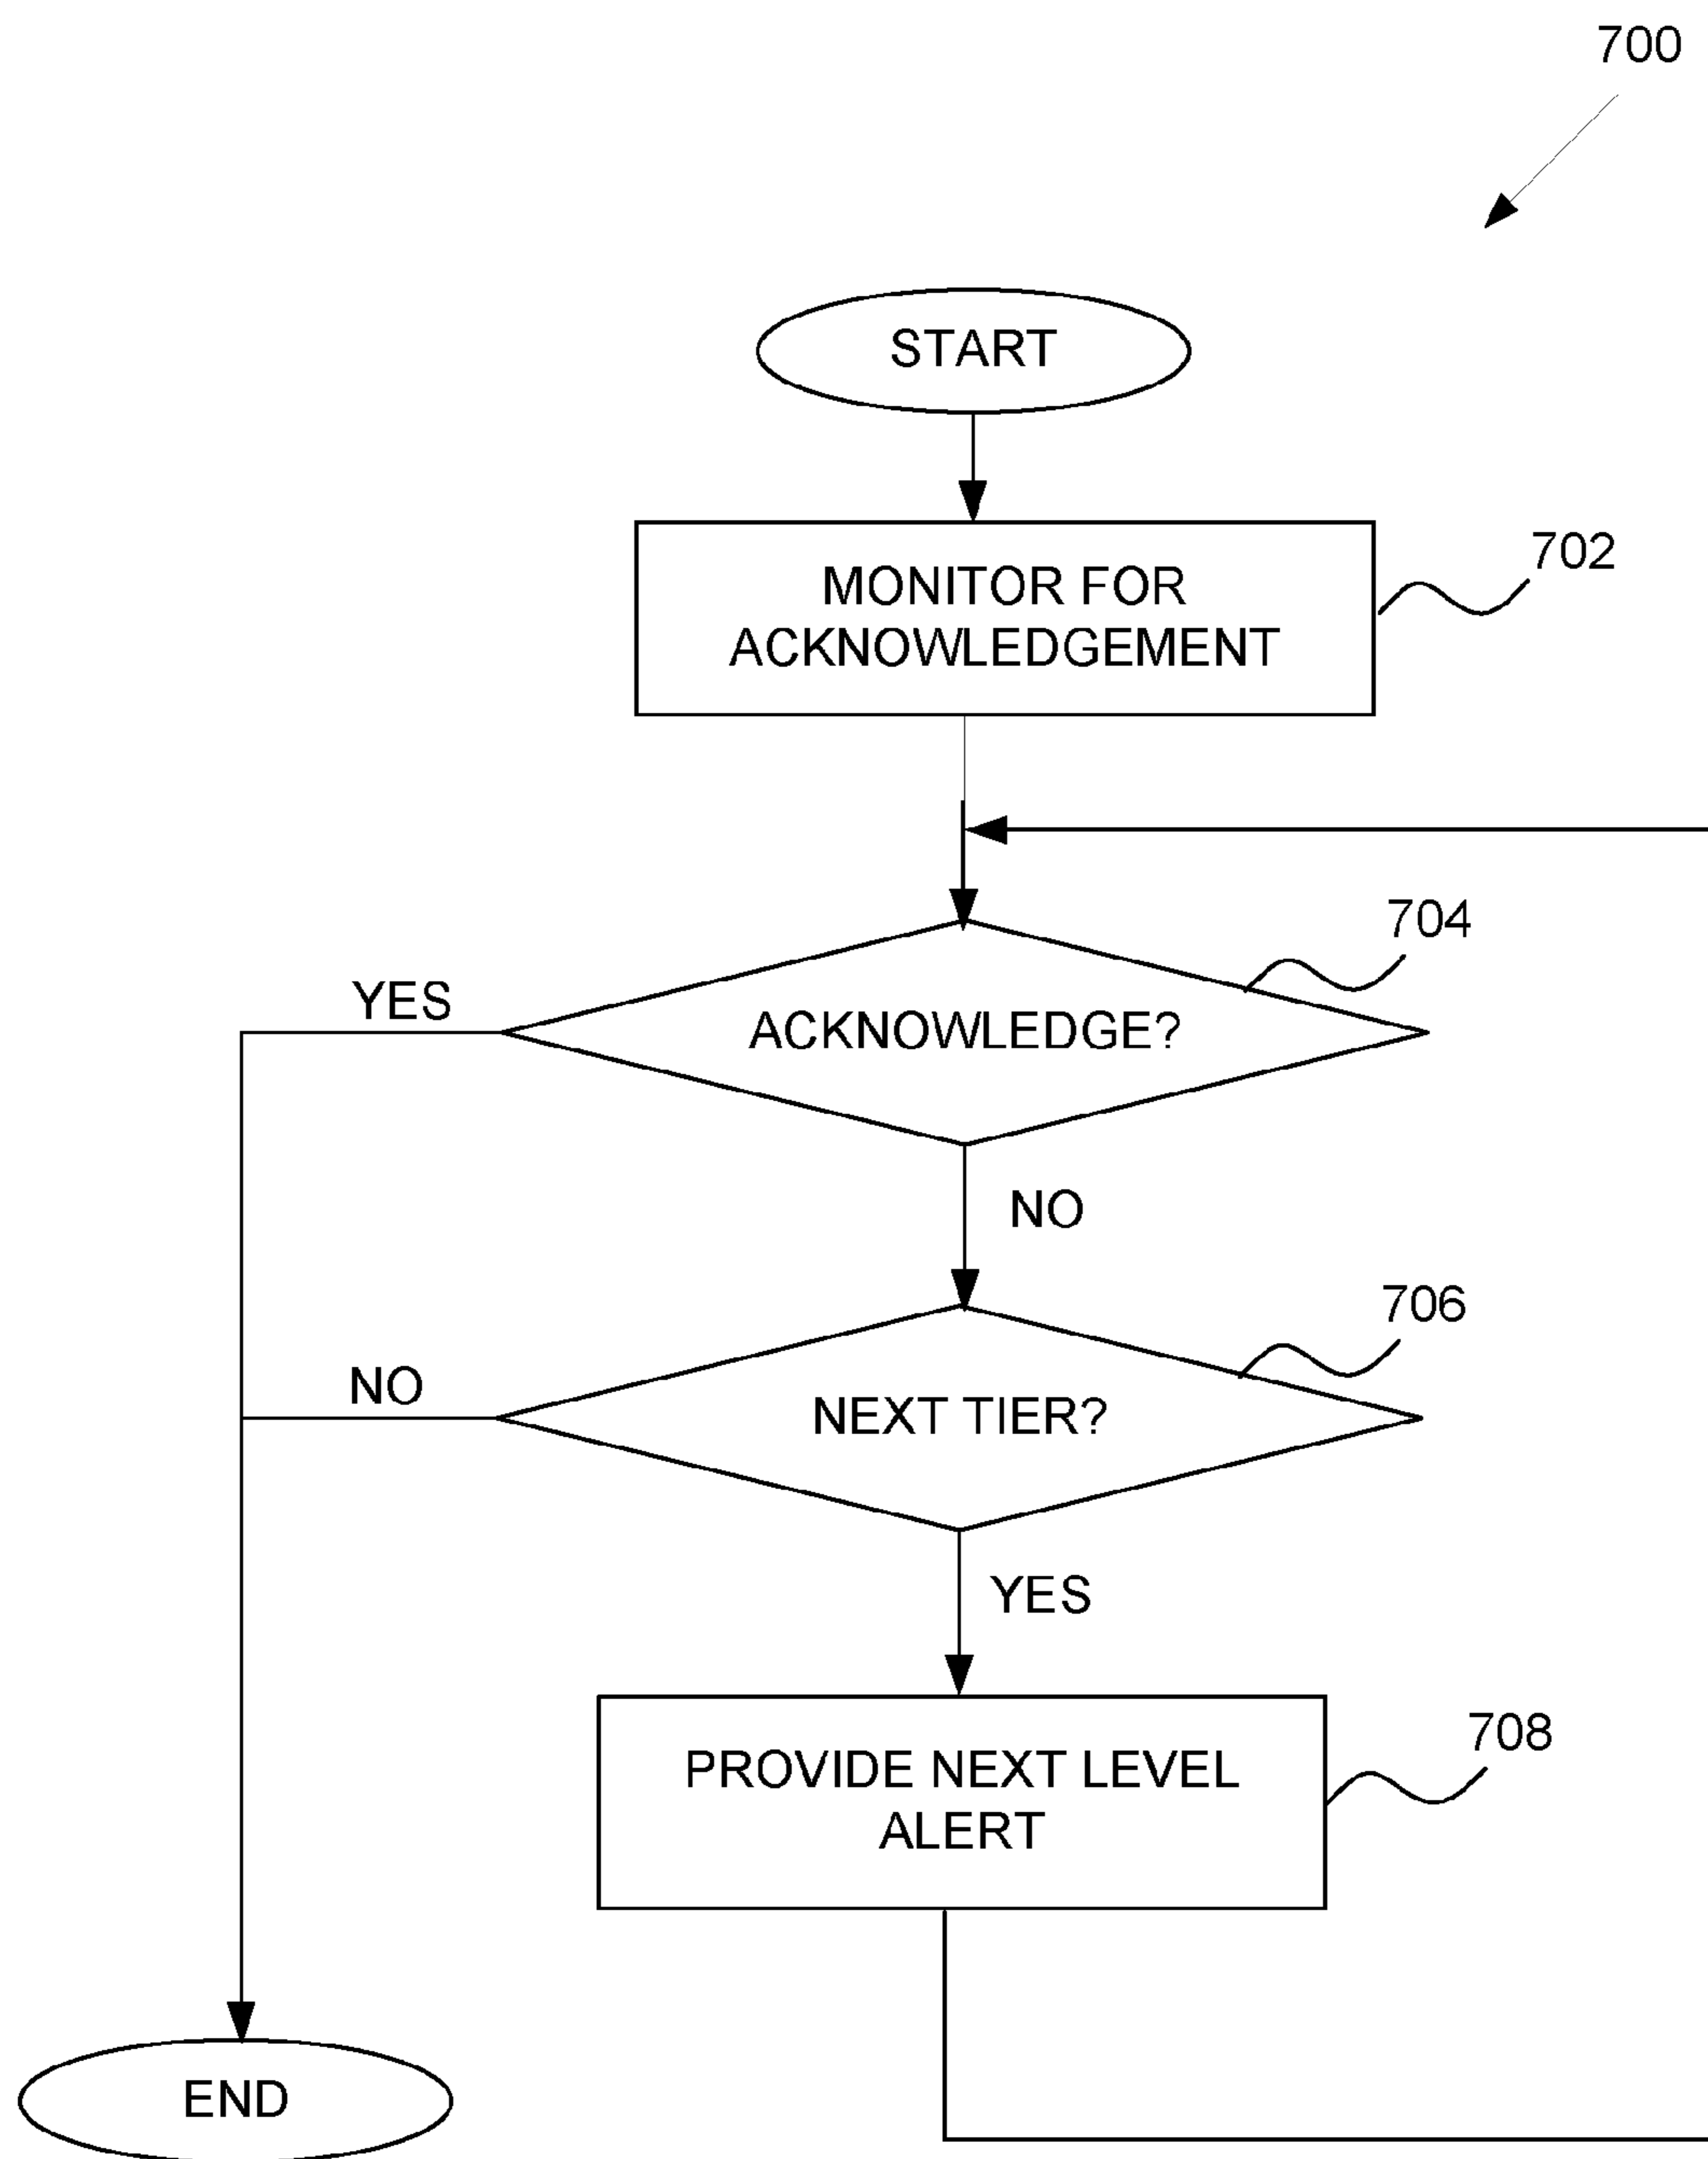 700
START
MONITOR FOR
ACKNOWLEDGEMENT
702
704
YES
ACKNOWLEDGE?
NO
706
NO
NEXT TIER?
YES
708
PROVIDE NEXT LEVEL
ALERT
END